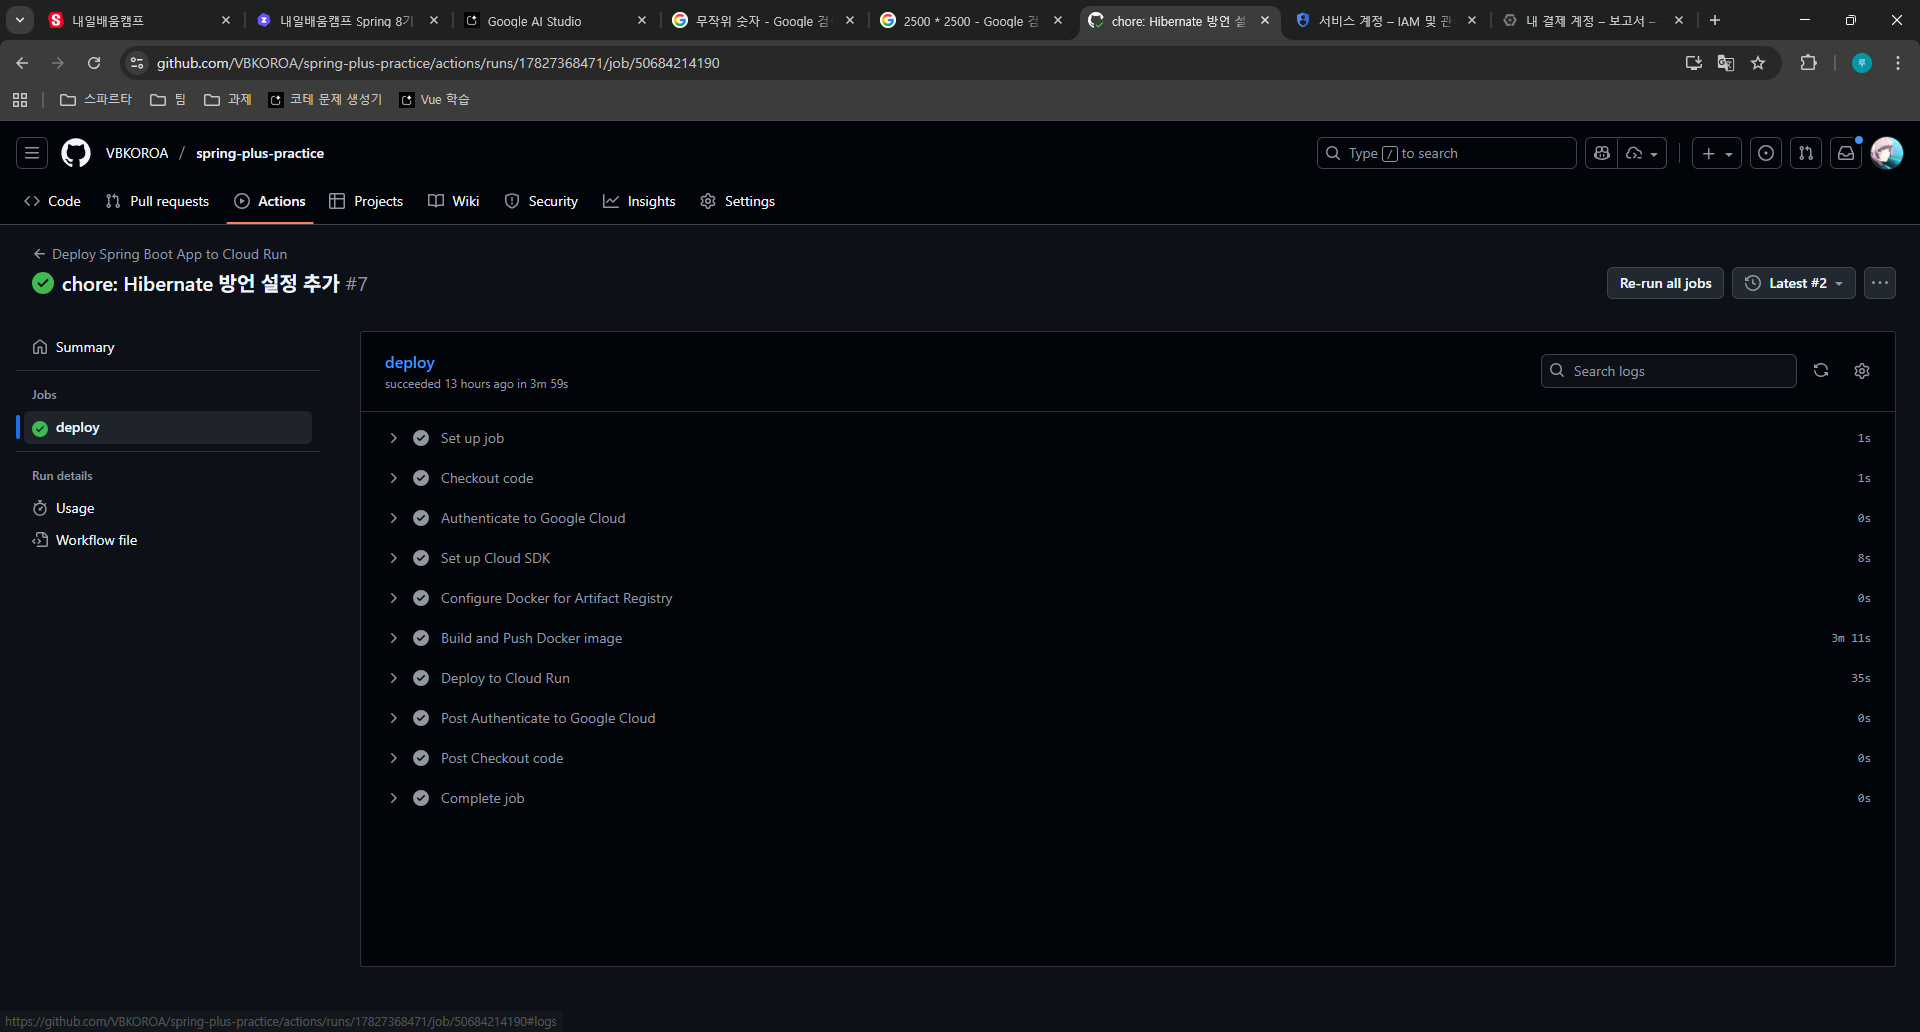 내일배움캠프
내일배움캠프 Spring 8기
Google AI Studio
무작위 숫자 - Google 검
2500 * 2500 - Google 검
chore: Hibernate 방언 설
서비스 계정 – IAM 및 관
내 결제 계정 – 보고서 –
github.com/VBKOROA/spring-plus-practice/actions/runs/17827368471/job/50684214190
루
스파르타
팀
과제
코테 문제 생성기
Vue 학습
VBKOROA / spring-plus-practice
Type / to search
Code
Pull requests
Actions
Projects
Wiki
Security
Insights
Settings
Deploy Spring Boot App to Cloud Run
chore: Hibernate 방언 설정 추가 #7
Re-run all jobs
Latest #2
Summary
Jobs
deploy
Run details
Usage
Workflow file
deploy
succeeded 13 hours ago in 3m 59s
Search logs
Set up job 1s
Checkout code 1s
Authenticate to Google Cloud 0s
Set up Cloud SDK 8s
Configure Docker for Artifact Registry 0s
Build and Push Docker image 3m 11s
Deploy to Cloud Run 35s
Post Authenticate to Google Cloud 0s
Post Checkout code 0s
Complete job 0s
https://github.com/VBKOROA/spring-plus-practice/actions/runs/17827368471/job/50684214190#logs